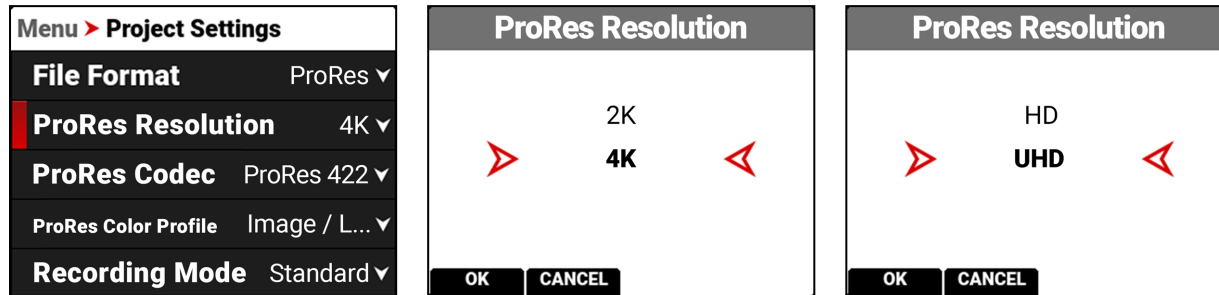 Menu ➤ Project Settings
File Format ProRes
ProRes Resolution 4K
ProRes Codec ProRes 422
ProRes Color Profile Image / L...
Recording Mode Standard
ProRes Resolution
2K
4K
OK CANCEL
ProRes Resolution
HD
UHD
OK CANCEL